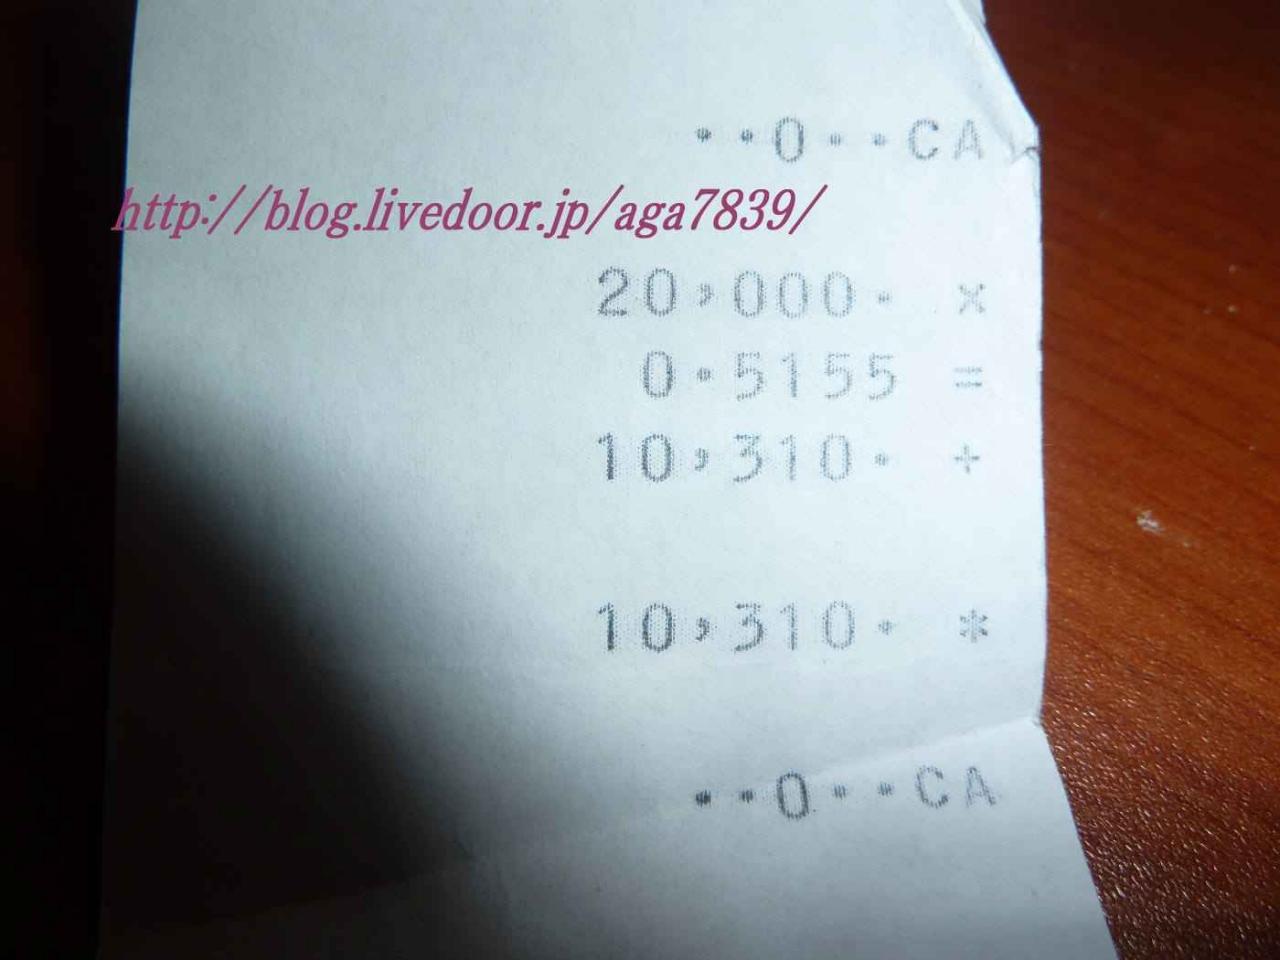 ··0··CA
http://blog.livedoor.jp/aga7839/
20,000. ×
0.5155 =
10,310. +
10,310. *
··0··CA